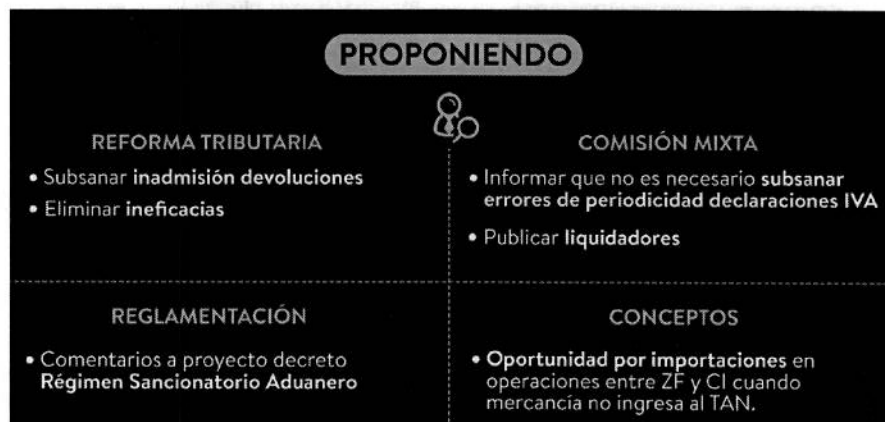 PROPONIENDO
REFORMA TRIBUTARIA
• Subsanar inadmisión devoluciones
• Eliminar ineficacias
COMISIÓN MIXTA
• Informar que no es necesario subsanar
errores de periodicidad declaraciones IVA
• Publicar liquidadores
REGLAMENTACIÓN
• Comentarios a proyecto decreto
Régimen Sancionatorio Aduanero
CONCEPTOS
• Oportunidad por importaciones en
operaciones entre ZF y CI cuando
mercancía no ingresa al TAN.